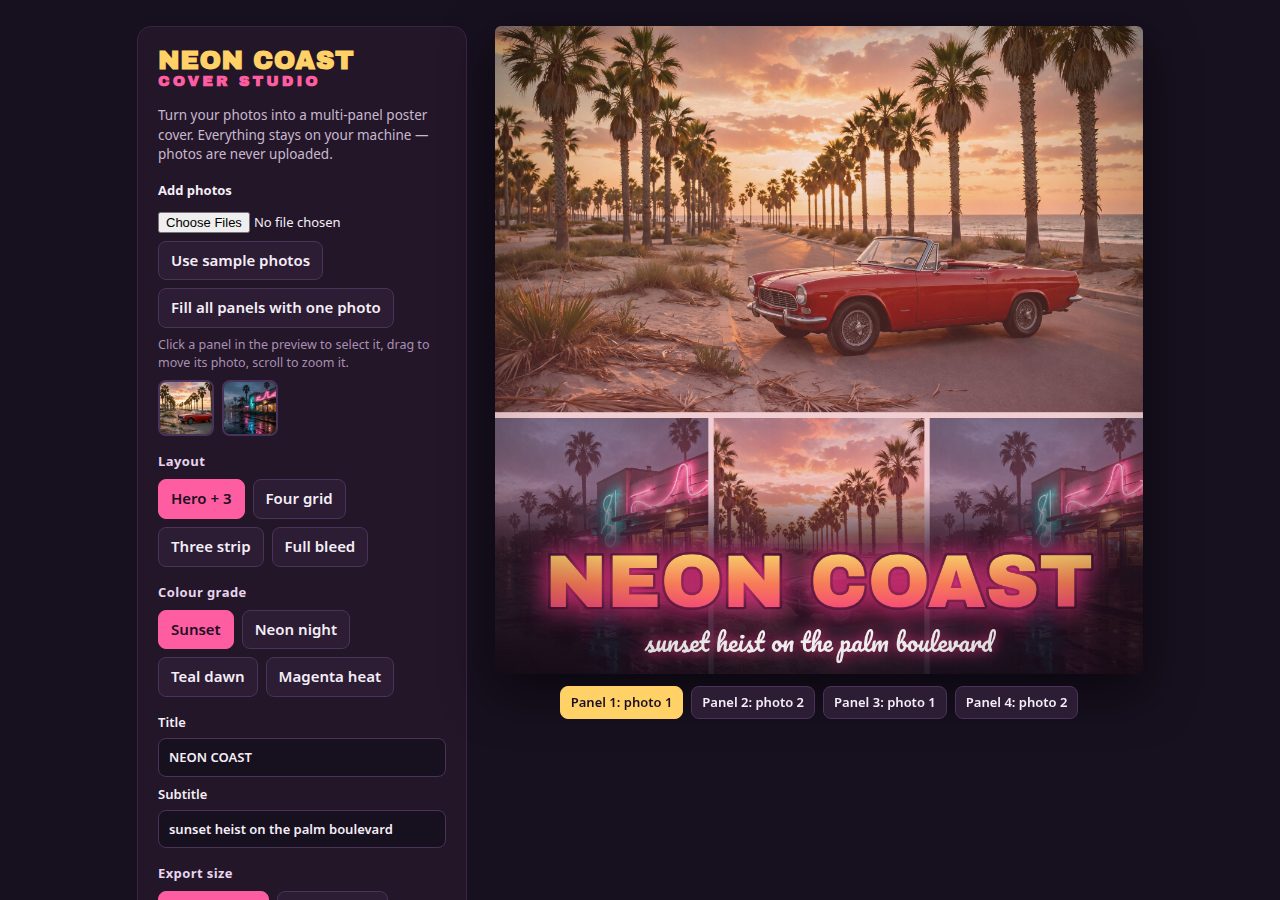 NEON COAST
COVER STUDIO
Turn your photos into a multi-panel poster
cover. Everything stays on your machine —
photos are never uploaded.
Add photos
Choose Files No file chosen
Use sample photos
Fill all panels with one photo
Click a panel in the preview to select it, drag to
move its photo, scroll to zoom it.
Layout
Hero + 3 Four grid
Three strip Full bleed
Colour grade
Sunset Neon night
Teal dawn Magenta heat
Title
NEON COAST
Subtitle
sunset heist on the palm boulevard
Export size
NEON COAST
sunset heist on the palm boulevard
Panel 1: photo 1 Panel 2: photo 2 Panel 3: photo 1 Panel 4: photo 2